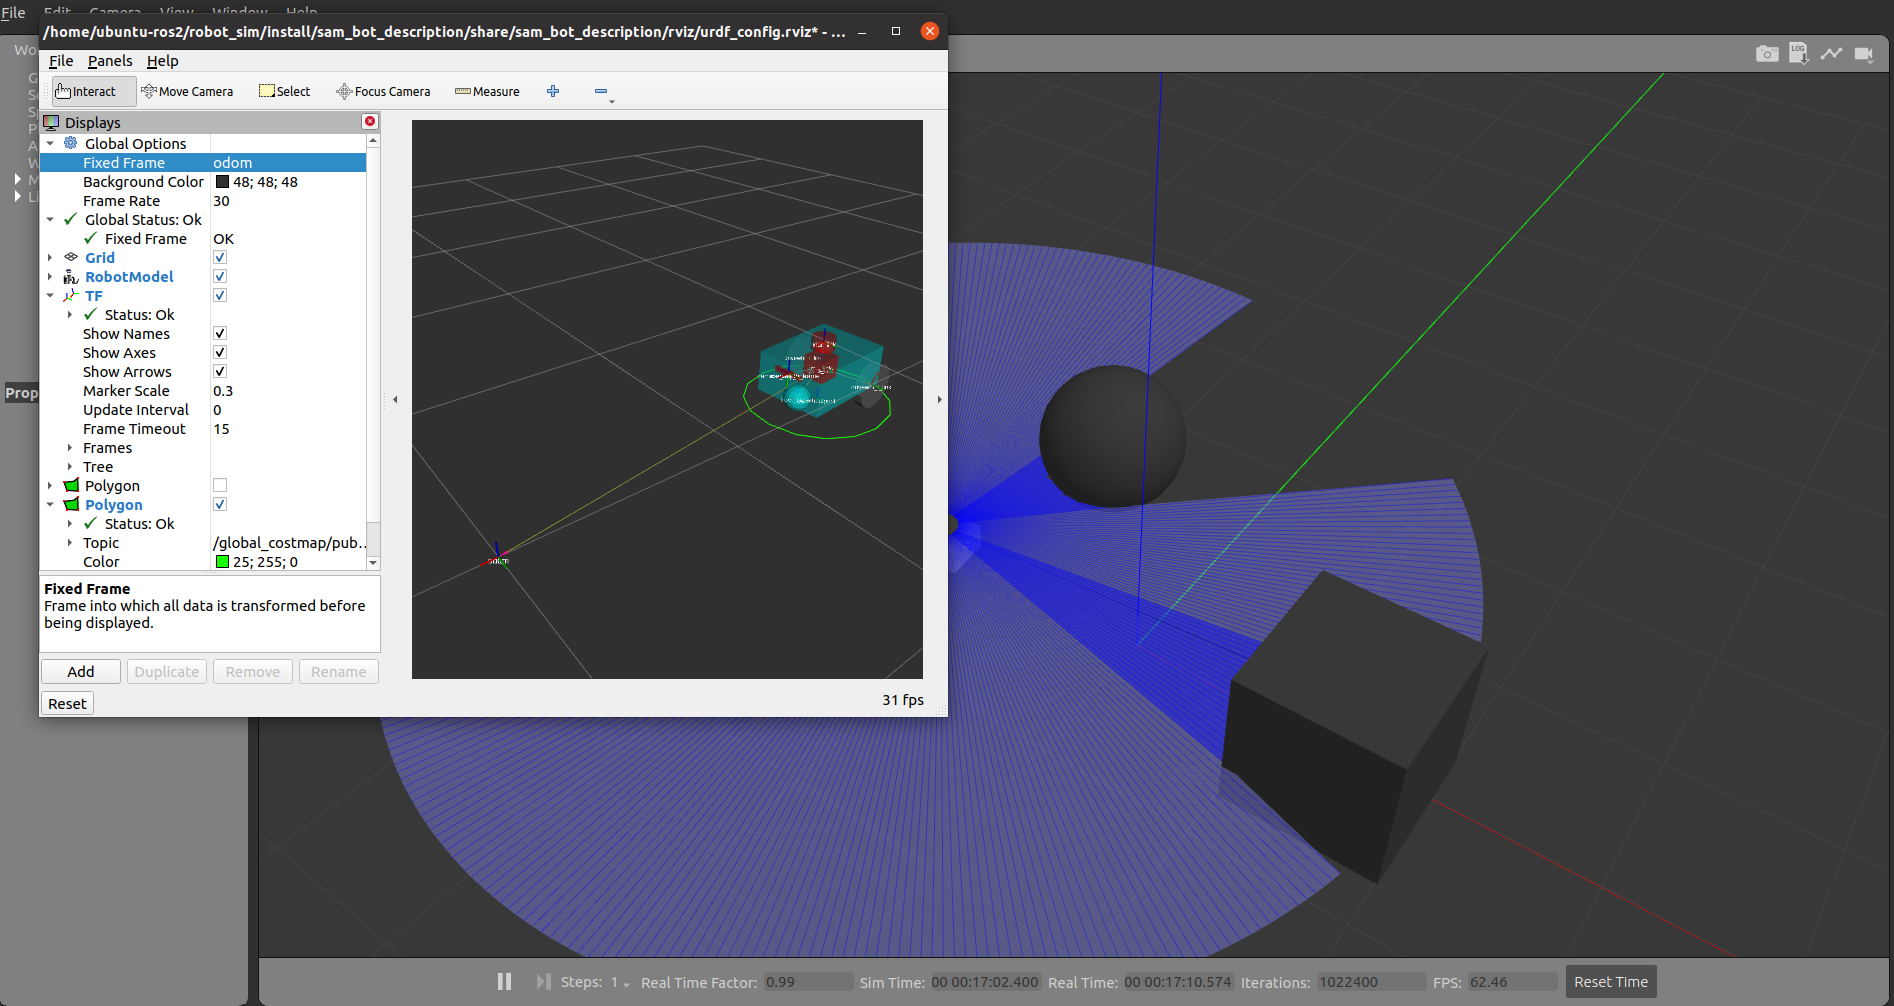 File Edit Camera View Window Help
/home/ubuntu-ros2/robot_sim/install/sam_bot_description/share/sam_bot_description/rviz/urdf_config.rviz* - ...
File Panels Help
Interact Move Camera Select Focus Camera Measure
Displays
Global Options
Fixed Frame odom
Background Color 48; 48; 48
Frame Rate 30
Global Status: Ok
Fixed Frame OK
Grid
RobotModel
TF
Status: Ok
Show Names
Show Axes
Show Arrows
Marker Scale 0.3
Update Interval 0
Frame Timeout 15
Frames
Tree
Polygon
Polygon
Status: Ok
Topic /global_costmap/pub...
Color 25; 255; 0
Fixed Frame
Frame into which all data is transformed before
being displayed.
Add Duplicate Remove Rename
Reset
31 fps
odom
Wo
Prop
LOG
Steps: 1 Real Time Factor: 0.99 Sim Time: 00 00:17:02.400 Real Time: 00 00:17:10.574 Iterations: 1022400 FPS: 62.46 Reset Time